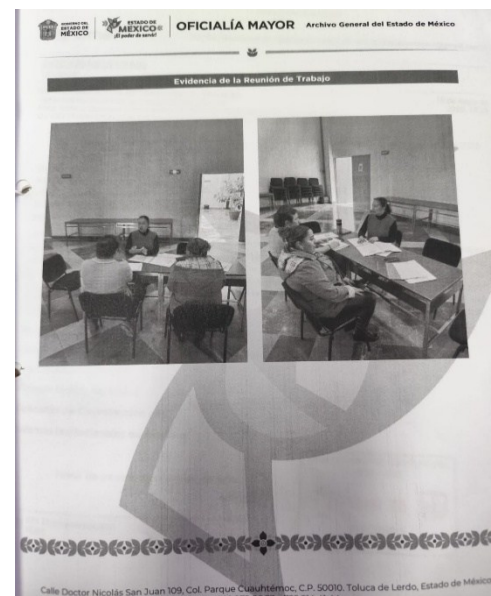 GOBIERNO DEL
ESTADO DE
MÉXICO
ESTADO DE
MÉXICO
¡El poder de servir!
OFICIALÍA MAYOR
Archivo General del Estado de México
Evidencia de la Reunión de Trabajo
Calle Doctor Nicolás San Juan 109, Col. Parque Cuauhtémoc, C.P. 50010. Toluca de Lerdo, Estado de México